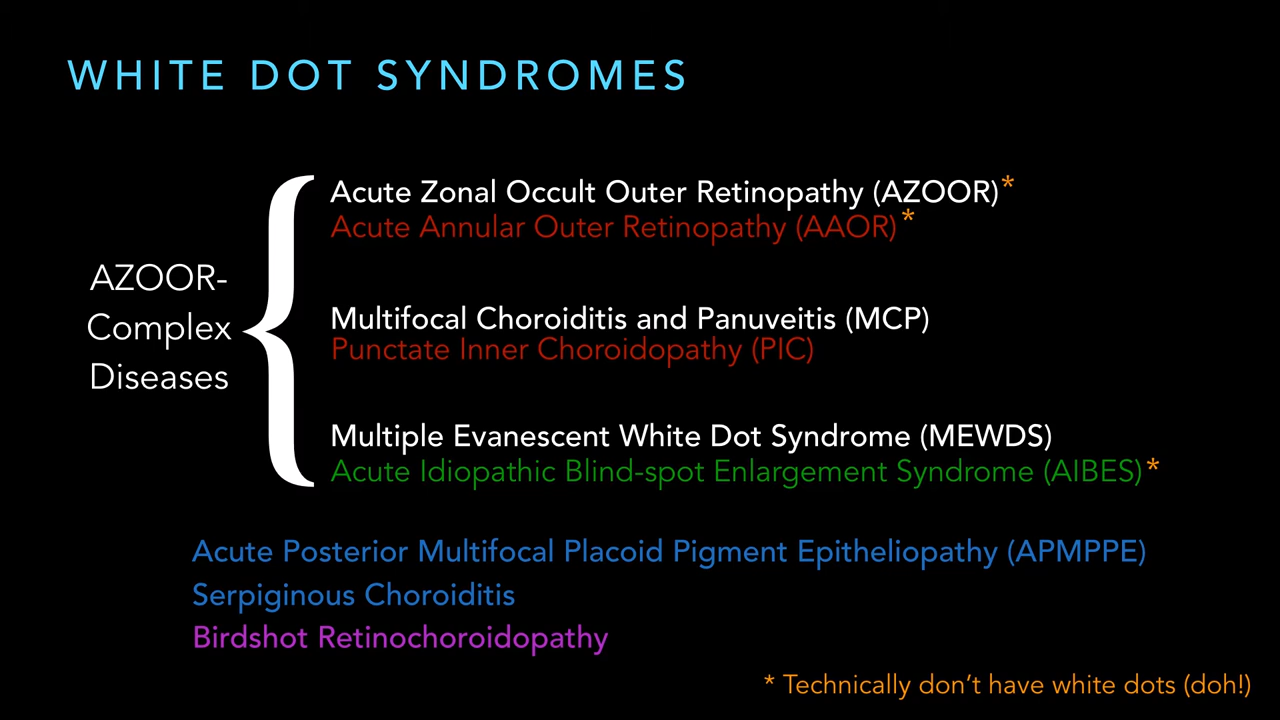 WHITE DOT SYNDROMES
AZOOR-
Complex
Diseases
Acute Zonal Occult Outer Retinopathy (AZOOR)*
Acute Annular Outer Retinopathy (AAOR)*
Multifocal Choroiditis and Panuveitis (MCP)
Punctate Inner Choroidopathy (PIC)
Multiple Evanescent White Dot Syndrome (MEWDS)
Acute Idiopathic Blind-spot Enlargement Syndrome (AIBES)*
Acute Posterior Multifocal Placoid Pigment Epitheliopathy (APMPPE)
Serpiginous Choroiditis
Birdshot Retinochoroidopathy
* Technically don't have white dots (doh!)